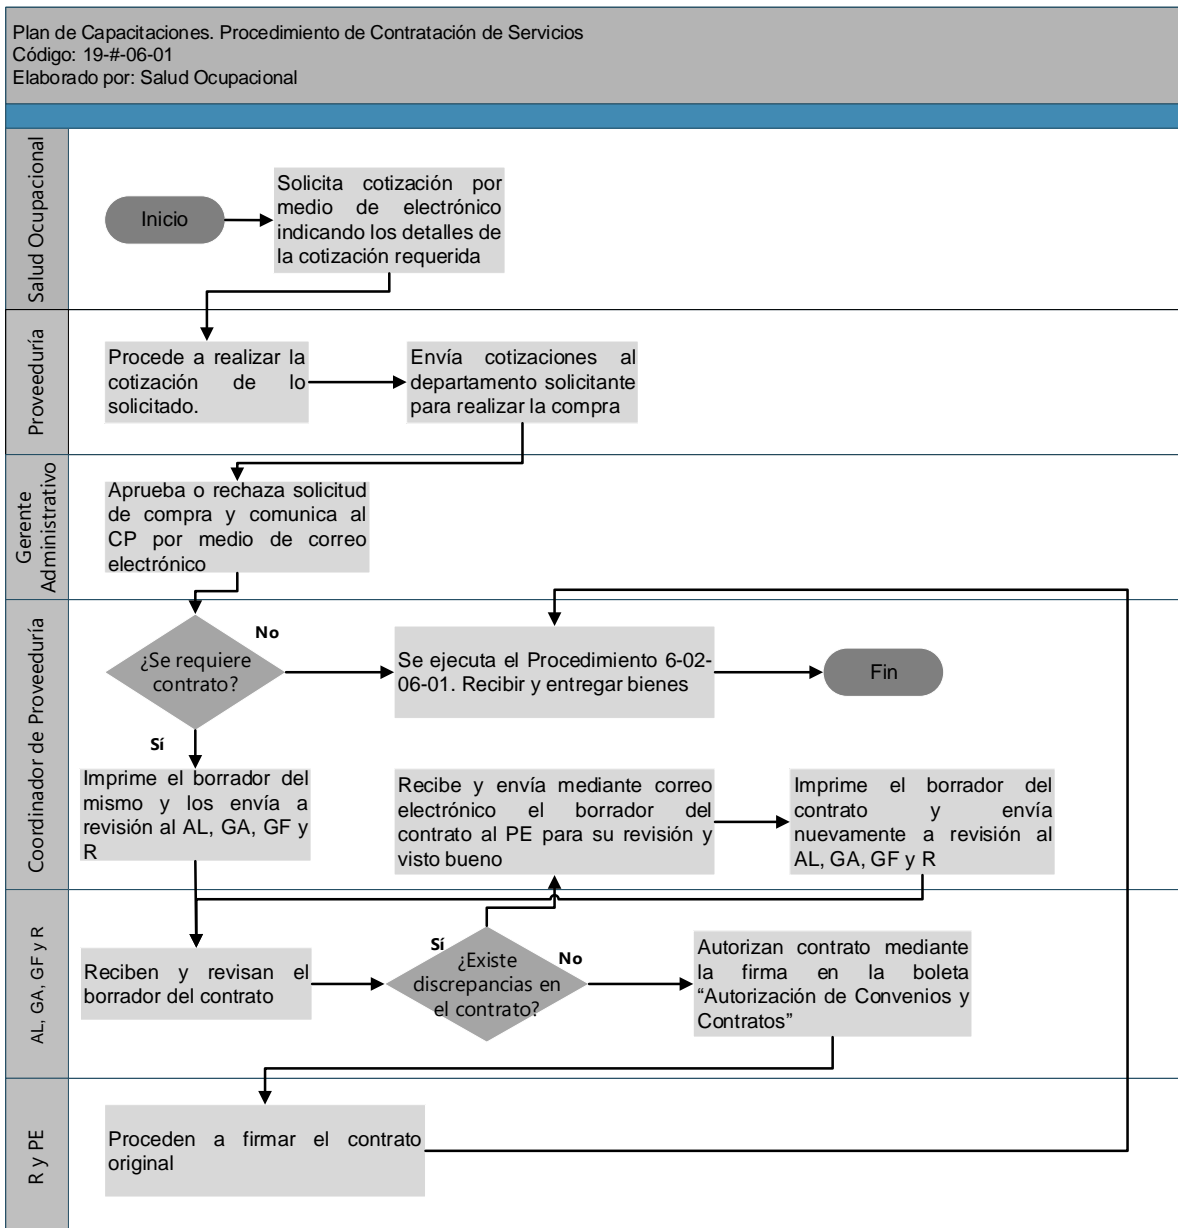 Plan de Capacitaciones. Procedimiento de Contratación de Servicios
Código: 19-#-06-01
Elaborado por: Salud Ocupacional
Salud Ocupacional
Inicio
Solicita cotización por
medio de electrónico
indicando los detalles de
la cotización requerida
Proveeduría
Procede a realizar la
cotización de lo
solicitado.
Envía cotizaciones al
departamento solicitante
para realizar la compra
Gerente
Administrativo
Aprueba o rechaza solicitud
de compra y comunica al
CP por medio de correo
electrónico
Coordinador de Proveeduría
¿Se requiere
contrato?
No
Se ejecuta el Procedimiento 6-02-
06-01. Recibir y entregar bienes
Fin
Sí
Imprime el borrador del
mismo y los envía a
revisión al AL, GA, GF y
R
Recibe y envía mediante correo
electrónico el borrador del
contrato al PE para su revisión y
visto bueno
Imprime el borrador del
contrato y envía
nuevamente a revisión al
AL, GA, GF y R
AL, GA, GF y R
Reciben y revisan el
borrador del contrato
Sí
¿Existe
discrepancias en
el contrato?
No
Autorizan contrato mediante
la firma en la boleta
“Autorización de Convenios y
Contratos”
R y PE
Proceden a firmar el contrato
original